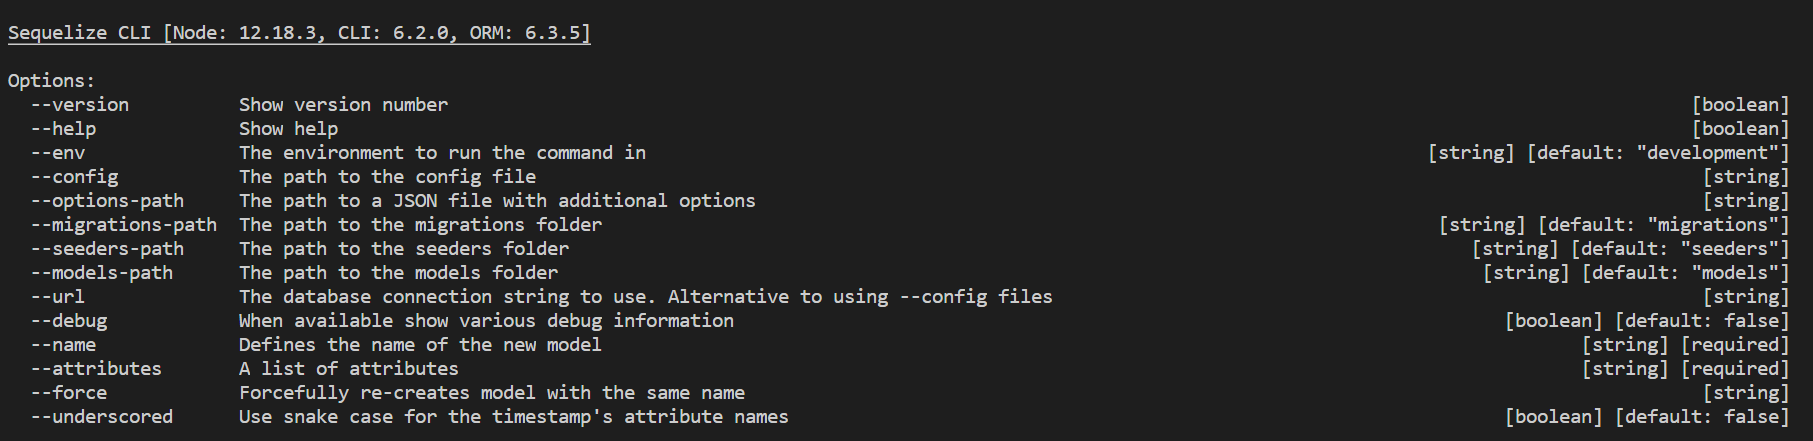 Sequelize CLI [Node: 12.18.3, CLI: 6.2.0, ORM: 6.3.5]
Options:
--version Show version number [boolean]
--help Show help [boolean]
--env The environment to run the command in [string] [default: "development"]
--config The path to the config file [string]
--options-path The path to a JSON file with additional options [string]
--migrations-path The path to the migrations folder [string] [default: "migrations"]
--seeders-path The path to the seeders folder [string] [default: "seeders"]
--models-path The path to the models folder [string] [default: "models"]
--url The database connection string to use. Alternative to using --config files [string]
--debug When available show various debug information [boolean] [default: false]
--name Defines the name of the new model [string] [required]
--attributes A list of attributes [string] [required]
--force Forcefully re-creates model with the same name [string]
--underscored Use snake case for the timestamp's attribute names [boolean] [default: false]